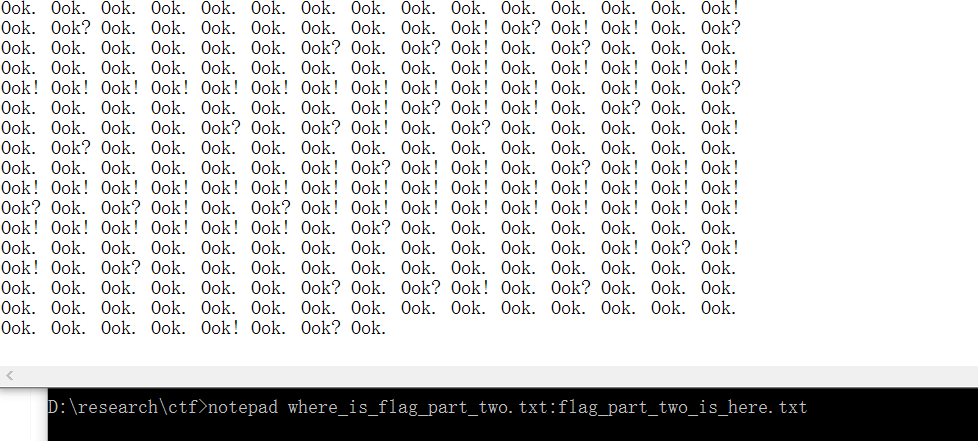 Ook. Ook. Ook. Ook. Ook. Ook. Ook. Ook. Ook. Ook. Ook. Ook. Ook. Ook. Ook!
Ook. Ook? Ook. Ook. Ook. Ook. Ook. Ook. Ook. Ook! Ook? Ook! Ook! Ook. Ook?
Ook. Ook. Ook. Ook. Ook. Ook. Ook? Ook. Ook? Ook! Ook. Ook? Ook. Ook. Ook.
Ook. Ook. Ook. Ook. Ook. Ook. Ook. Ook. Ook. Ook! Ook. Ook! Ook! Ook! Ook!
Ook! Ook! Ook! Ook! Ook! Ook! Ook! Ook! Ook! Ook! Ook! Ook! Ook! Ook. Ook?
Ook. Ook. Ook. Ook. Ook. Ook. Ook. Ook! Ook? Ook! Ook! Ook. Ook? Ook. Ook.
Ook. Ook. Ook. Ook. Ook? Ook. Ook? Ook! Ook. Ook? Ook. Ook. Ook. Ook. Ook!
Ook. Ook? Ook. Ook. Ook. Ook. Ook. Ook. Ook. Ook. Ook. Ook. Ook. Ook. Ook.
Ook. Ook. Ook. Ook. Ook. Ook. Ook! Ook? Ook! Ook! Ook. Ook? Ook! Ook! Ook!
Ook! Ook! Ook! Ook! Ook! Ook! Ook! Ook! Ook! Ook! Ook! Ook! Ook! Ook! Ook!
Ook? Ook. Ook? Ook! Ook. Ook? Ook! Ook! Ook! Ook! Ook! Ook! Ook! Ook! Ook!
Ook! Ook! Ook! Ook! Ook! Ook! Ook. Ook? Ook. Ook. Ook. Ook. Ook. Ook. Ook.
Ook. Ook. Ook. Ook. Ook. Ook. Ook. Ook. Ook. Ook. Ook. Ook. Ook! Ook? Ook!
Ook! Ook. Ook? Ook. Ook. Ook. Ook. Ook. Ook. Ook. Ook. Ook. Ook. Ook. Ook.
Ook. Ook. Ook. Ook. Ook. Ook. Ook? Ook. Ook? Ook! Ook. Ook? Ook. Ook. Ook.
Ook. Ook. Ook. Ook. Ook. Ook. Ook. Ook. Ook. Ook. Ook. Ook. Ook. Ook. Ook.
Ook. Ook. Ook. Ook. Ook! Ook. Ook? Ook.
D:\research\ctf>notepad where_is_flag_part_two.txt:flag_part_two_is_here.txt